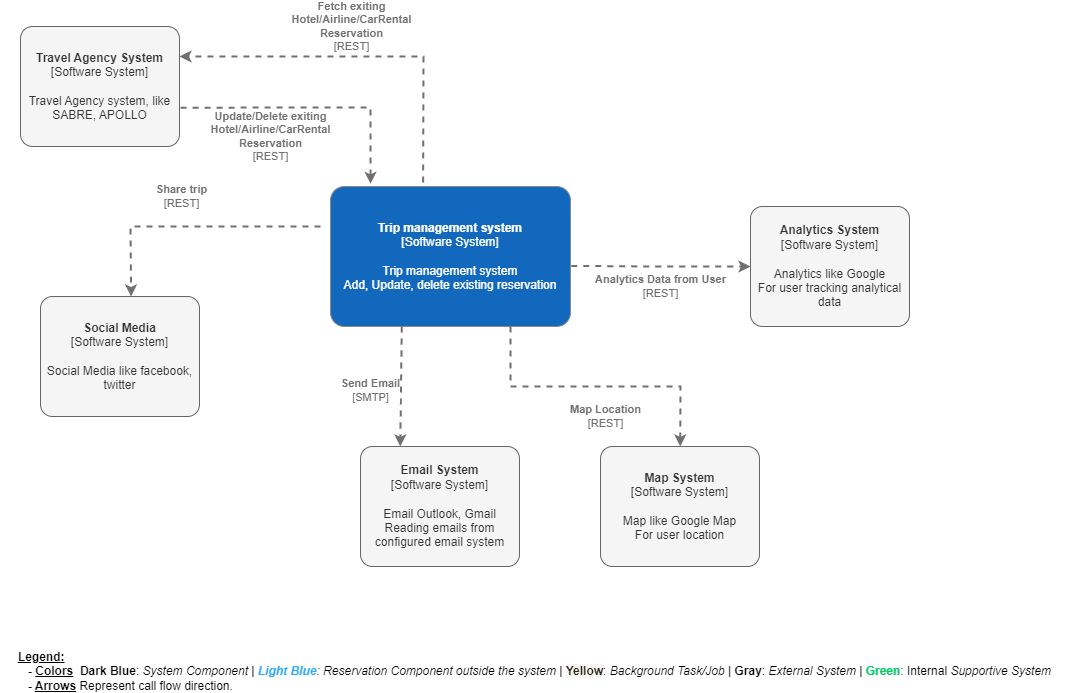 Fetch exiting
Hotel/Airline/CarRental
Reservation
[REST]
Travel Agency System
[Software System]
Travel Agency system, like
SABRE, APOLLO
Update/Delete exiting
Hotel/Airline/CarRental
Reservation
[REST]
Share trip
[REST]
Trip management system
[Software System]
Trip management system
Add, Update, delete existing reservation
Analytics System
[Software System]
Analytics like Google
For user tracking analytical
data
Analytics Data from User
[REST]
Social Media
[Software System]
Social Media like facebook,
twitter
Send Email
[SMTP]
Map Location
[REST]
Email System
[Software System]
Email Outlook, Gmail
Reading emails from
configured email system
Map System
[Software System]
Map like Google Map
For user location
Legend:
- Colors Dark Blue: System Component | Light Blue: Reservation Component outside the system | Yellow: Background Task/Job | Gray: External System | Green: Internal Supportive System
- Arrows Represent call flow direction.